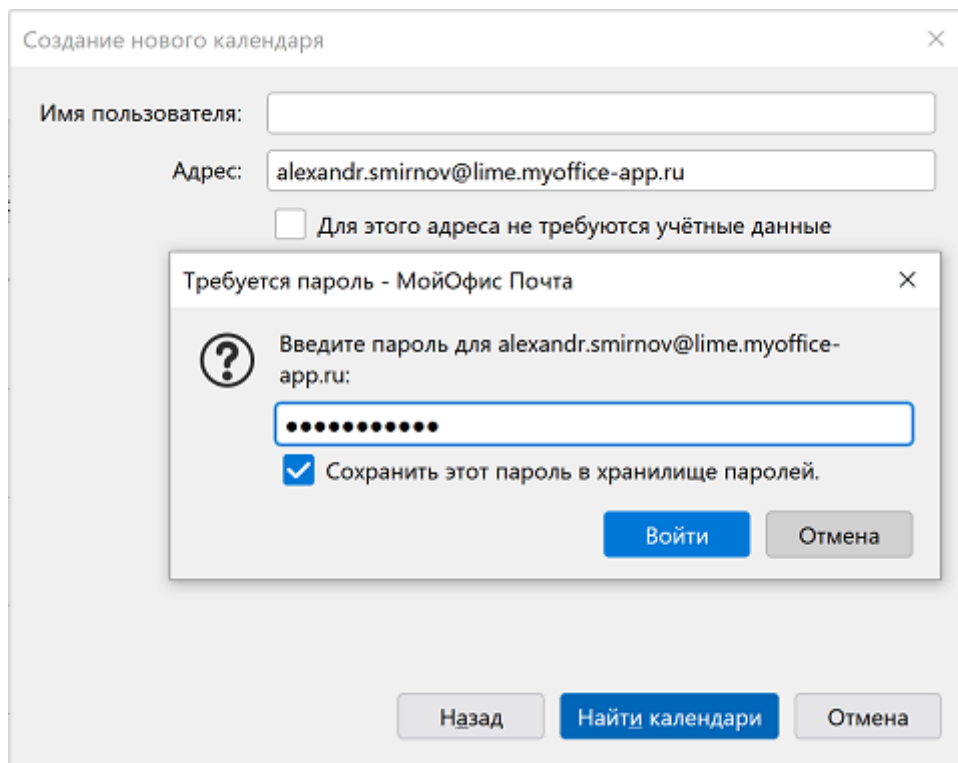 Создание нового календаря
Имя пользователя:
Адрес: alexandr.smirnov@lime.myoffice-app.ru
Для этого адреса не требуются учётные данные
Требуется пароль - МойОфис Почта
Введите пароль для alexandr.smirnov@lime.myoffice-
app.ru:
●●●●●●●●●●●
Сохранить этот пароль в хранилище паролей.
Войти Отмена
Назад Найти календари Отмена